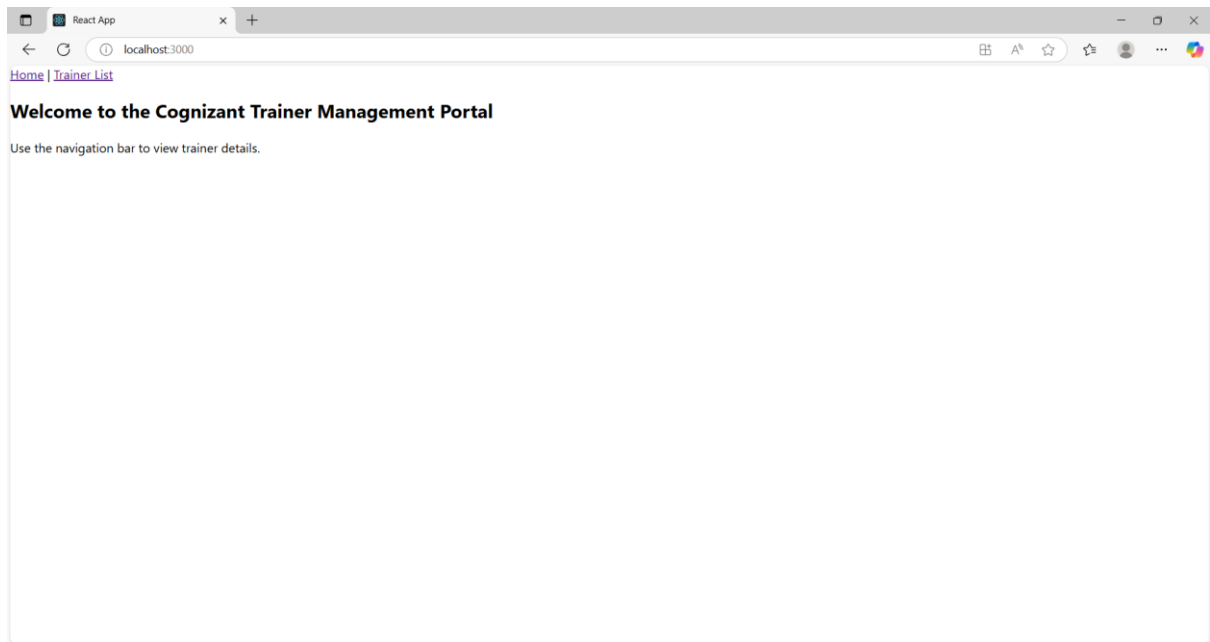 React App
localhost:3000
Home | Trainer List
Welcome to the Cognizant Trainer Management Portal
Use the navigation bar to view trainer details.